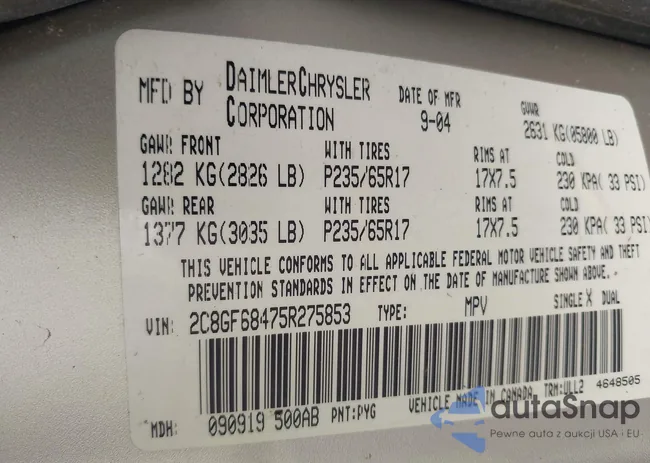 MFD BY DAIMLERCHRYSLER CORPORATION DATE OF MFR 9-04 GVWR 2631 KG(05800 LB)
GAWR FRONT WITH TIRES RIMS AT COLD
1282 KG(2826 LB) P235/65R17 17X7.5 230 KPA( 33 PSI)
GAWR REAR WITH TIRES RIMS AT COLD
1377 KG(3035 LB) P235/65R17 17X7.5 230 KPA( 33 PSI)
THIS VEHICLE CONFORMS TO ALL APPLICABLE FEDERAL MOTOR VEHICLE SAFETY AND THEFT
PREVENTION STANDARDS IN EFFECT ON THE DATE OF MANUFACTURE SHOWN ABOVE.
VIN: 2C8GF68475R275853 TYPE: MPV SINGLE X DUAL
MDH: 090919 500AB PNT:PYG VEHICLE MADE IN CANADA TRM:ULL2 4648505
autaSnap
Pewne auta z aukcji USA • EU